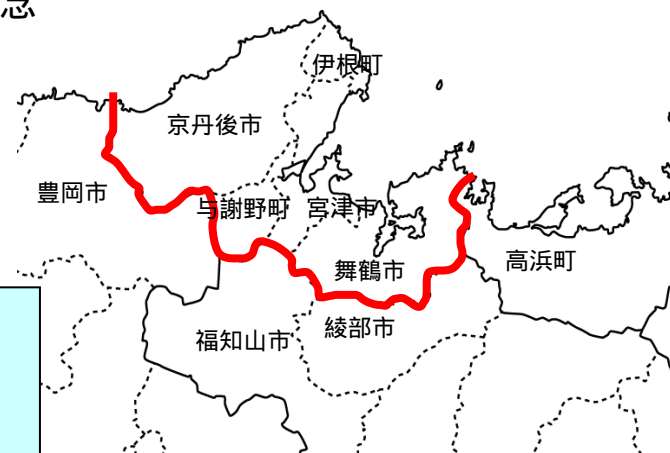 伊根町
京丹後市
豊岡市
与謝野町
宮津市
高浜町
舞鶴市
福知山市
綾部市